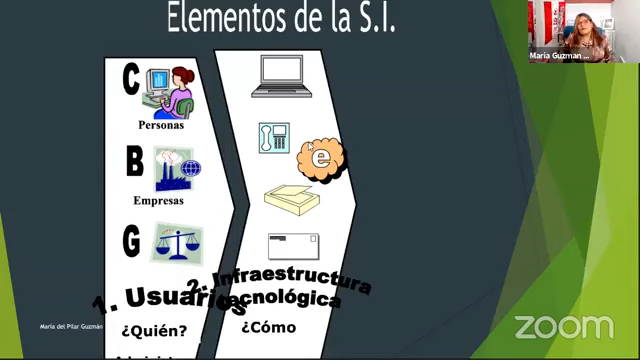 Elementos de la S.I.
María Guzman ...
C
Personas
B
Empresas
e
G
1. Usuarios
2. Infraestructura
tecnológica
María del Pilar Guzmán
¿Quién?
¿Cómo
zoom